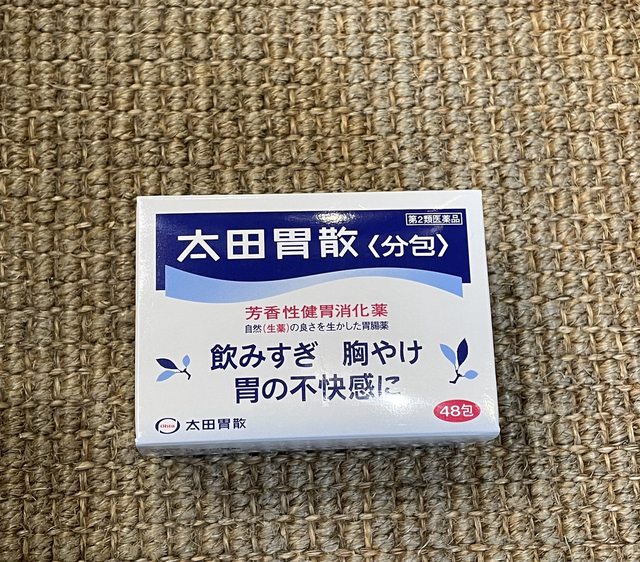 第2類医薬品
太田胃散〈分包〉
芳香性健胃消化薬
自然(生薬)の良さを生かした胃腸薬
飲みすぎ 胸やけ
胃の不快感に
48包
Ohta 太田胃散